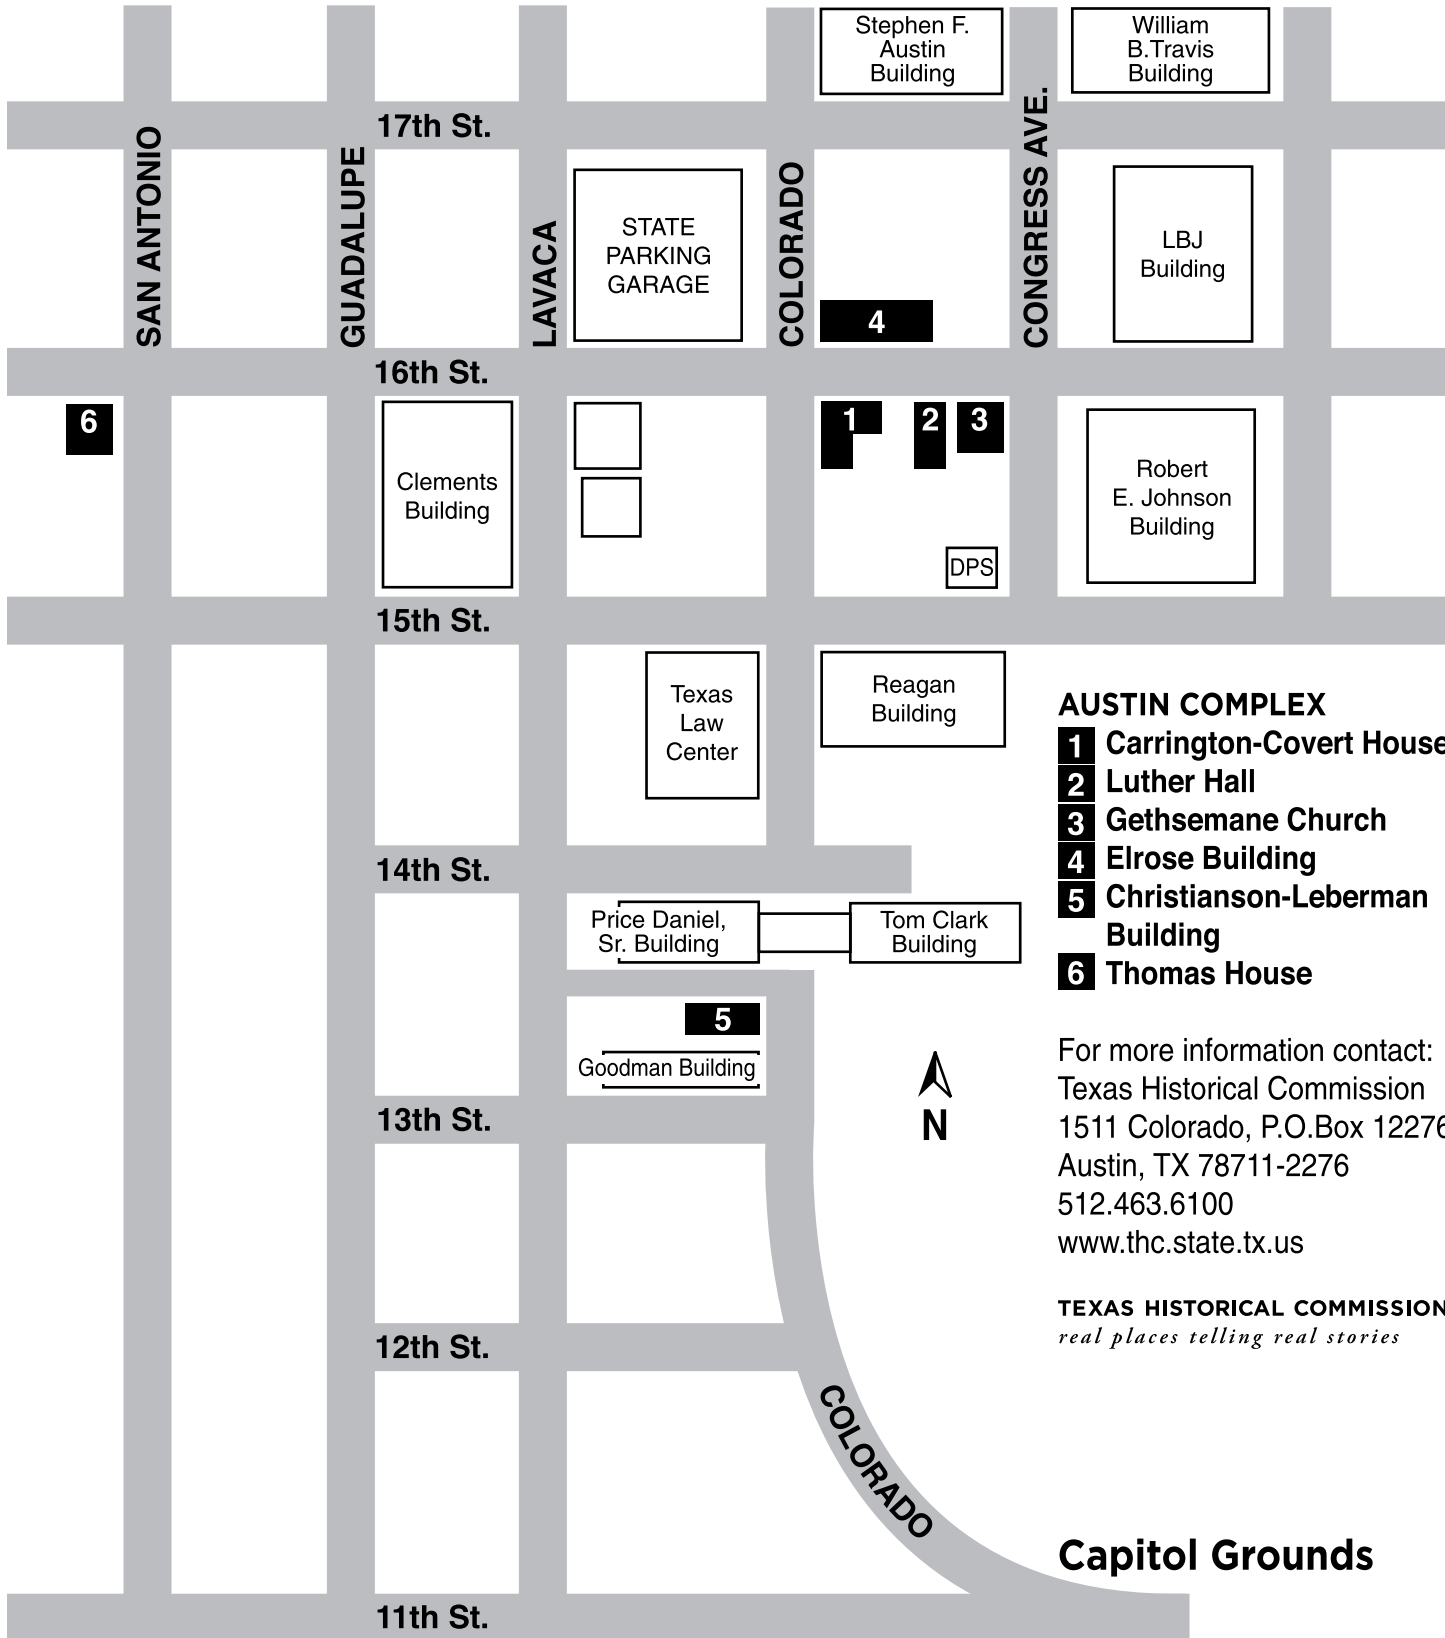 Stephen F.
Austin
Building
William
B.Travis
Building
17th St.
SAN ANTONIO
GUADALUPE
LAVACA
COLORADO
CONGRESS AVE.
STATE
PARKING
GARAGE
LBJ
Building
4
16th St.
6
1
2
3
Clements
Building
Robert
E. Johnson
Building
DPS
15th St.
Texas
Law
Center
Reagan
Building
14th St.
Price Daniel,
Sr. Building
Tom Clark
Building
5
Goodman Building
N
13th St.
12th St.
COLORADO
11th St.
AUSTIN COMPLEX
1 Carrington-Covert House
2 Luther Hall
3 Gethsemane Church
4 Elrose Building
5 Christianson-Leberman
Building
6 Thomas House
For more information contact:
Texas Historical Commission
1511 Colorado, P.O.Box 12276
Austin, TX 78711-2276
512.463.6100
www.thc.state.tx.us
TEXAS HISTORICAL COMMISSION
real places telling real stories
Capitol Grounds